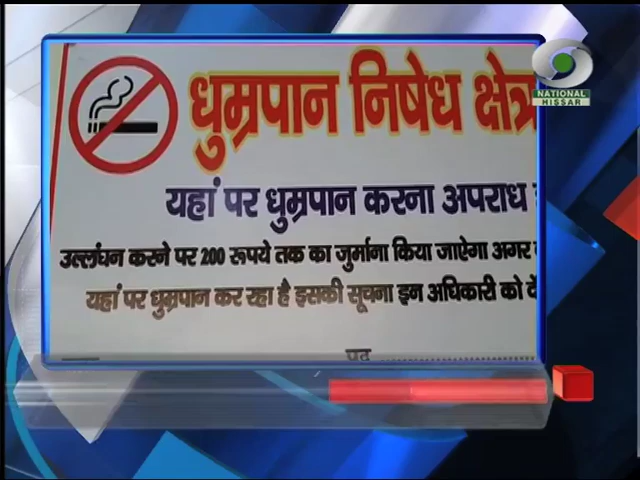 धुम्रपान निषेध क्षेत्र
NATIONAL
HISSAR
यहां पर धुम्रपान करना अपराध
उल्लंघन करने पर 200 रूपये तक का जुर्माना किया जाऐगा अगर
यहां पर धुम्रपान कर रहा है इसकी सूचना इन अधिकारी को दें